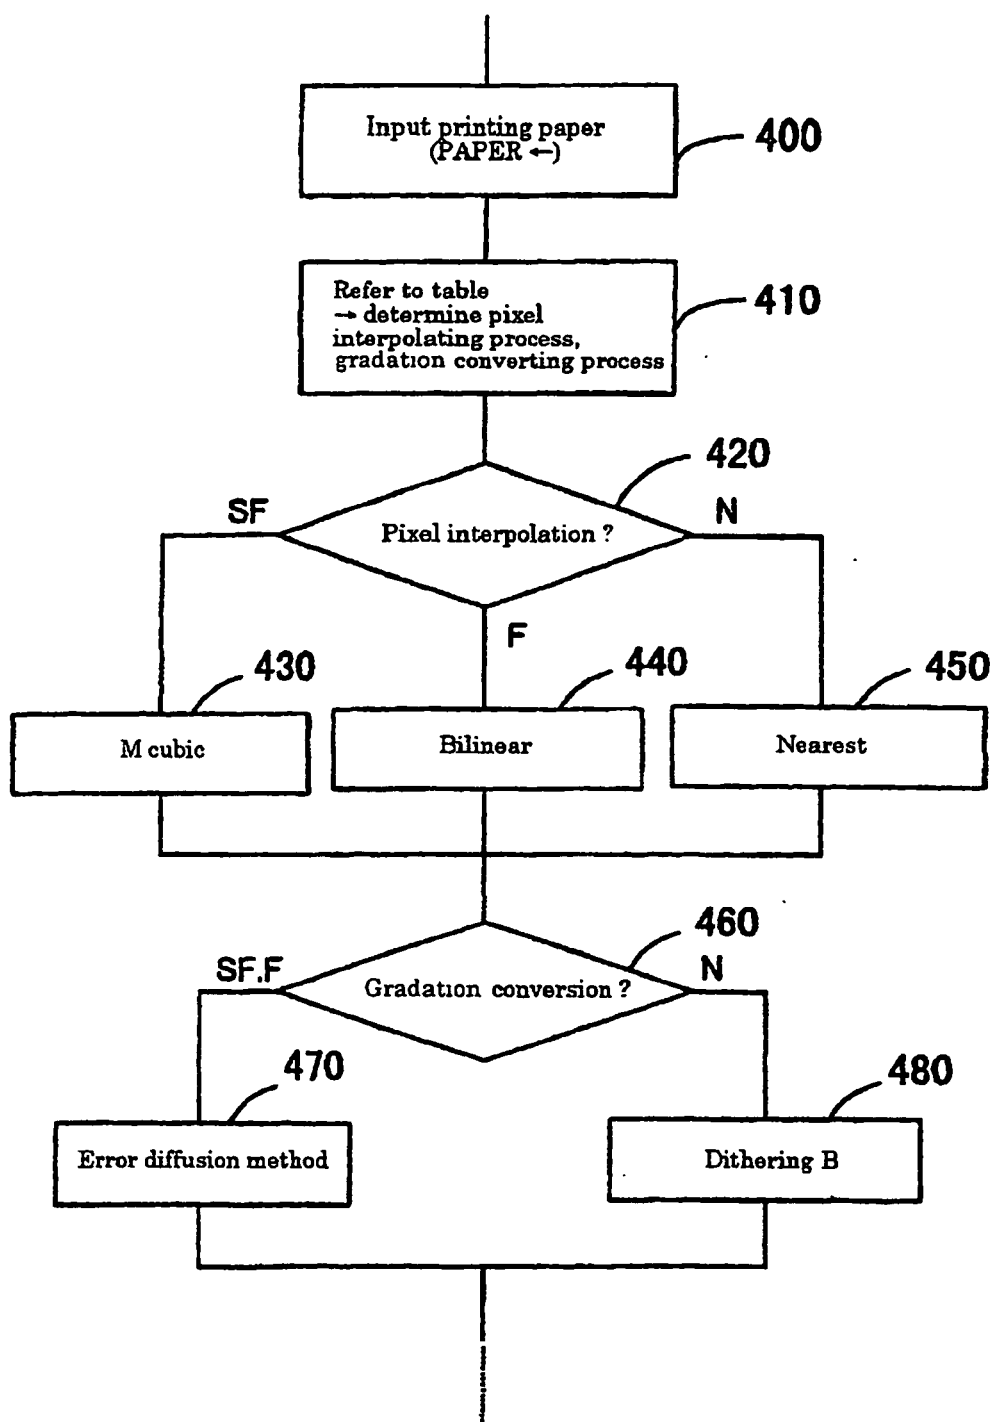 Input printing paper
(PAPER ←)
400
Refer to table
→ determine pixel
interpolating process,
gradation converting process
410
420
SF
Pixel interpolation ?
N
F
430
440
450
M cubic
Bilinear
Nearest
460
SF.F
Gradation conversion ?
N
470
480
Error diffusion method
Dithering B